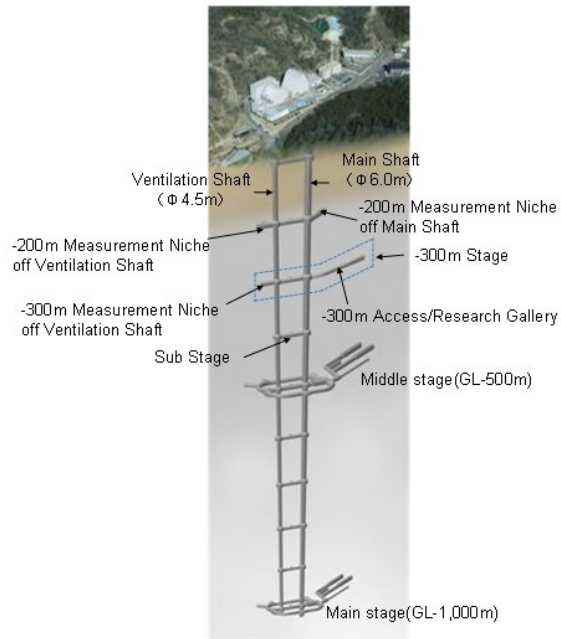 Ventilation Shaft
(Φ 4.5m)
Main Shaft
(Φ 6.0m)
-200m Measurement Niche
off Main Shaft
-200m Measurement Niche
off Ventilation Shaft
-300m Stage
-300m Measurement Niche
off Ventilation Shaft
-300m Access/Research Gallery
Sub Stage
Middle stage(GL-500m)
Main stage(GL-1,000m)